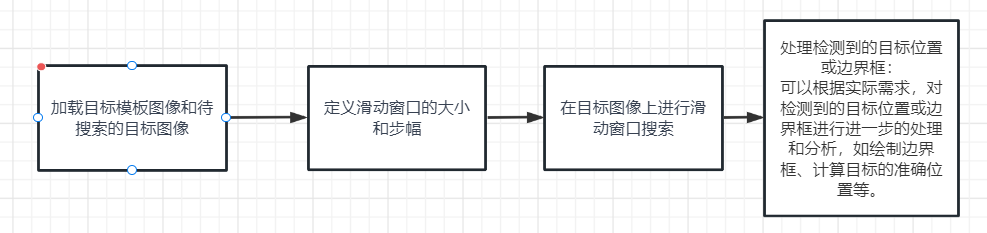 加载目标模板图像和待
搜索的目标图像
定义滑动窗口的大小
和步幅
在目标图像上进行滑
动窗口搜索
处理检测到的目标位置
或边界框：
可以根据实际需求，对
检测到的目标位置或边
界框进行进一步的处理
和分析，如绘制边界
框、计算目标的准确位
置等。